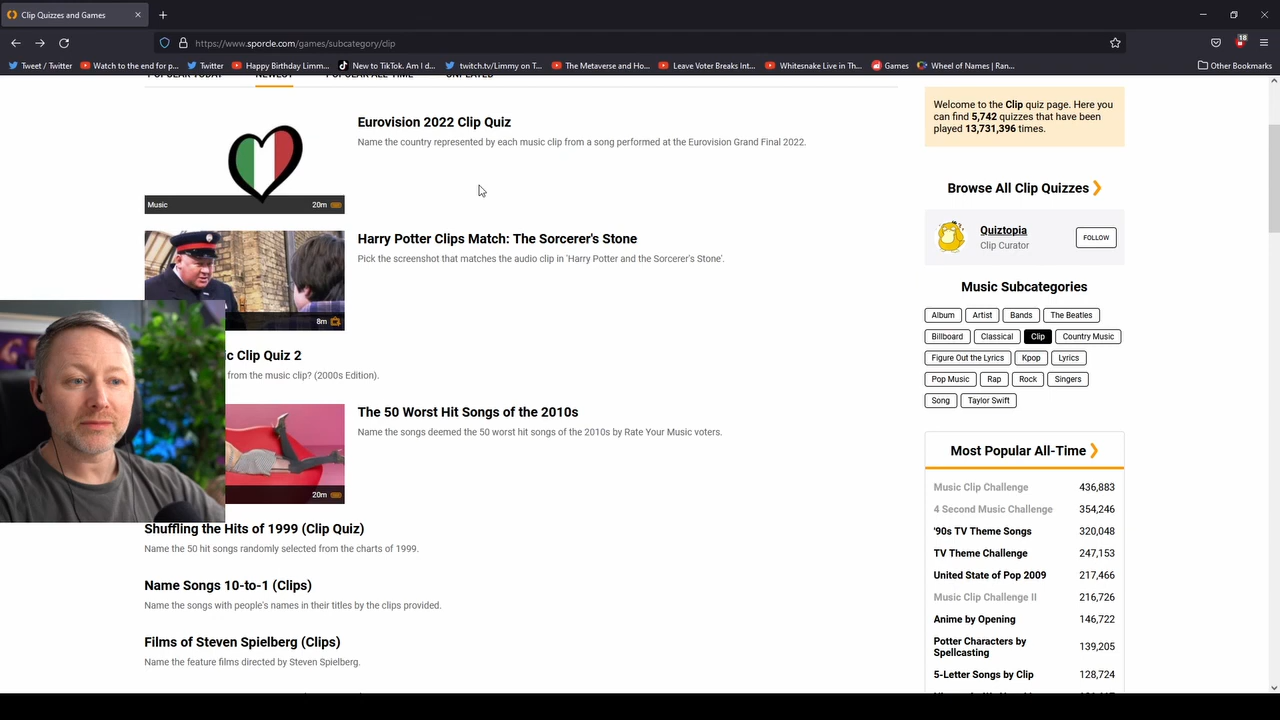 Clip Quizzes and Games
https://www.sporcle.com/games/subcategory/clip
18
Tweet / Twitter
Watch to the end for p...
Twitter
Happy Birthday Limm...
New to TikTok. Am I d...
twitch.tv/Limmy on T...
The Metaverse and Ho...
Leave Voter Breaks Int...
Whitesnake Live in Th...
Games
Wheel of Names | Ran...
Other Bookmarks
POPULAR TODAY
NEWEST
POPULAR ALL-TIME
UNPLAYED
Eurovision 2022 Clip Quiz
Name the country represented by each music clip from a song performed at the Eurovision Grand Final 2022.
Music
20m
Harry Potter Clips Match: The Sorcerer's Stone
Pick the screenshot that matches the audio clip in 'Harry Potter and the Sorcerer's Stone'.
8m
c Clip Quiz 2
from the music clip? (2000s Edition).
The 50 Worst Hit Songs of the 2010s
Name the songs deemed the 50 worst hit songs of the 2010s by Rate Your Music voters.
20m
Shuffling the Hits of 1999 (Clip Quiz)
Name the 50 hit songs randomly selected from the charts of 1999.
Name Songs 10-to-1 (Clips)
Name the songs with people's names in their titles by the clips provided.
Films of Steven Spielberg (Clips)
Name the feature films directed by Steven Spielberg.
Welcome to the Clip quiz page. Here you
can find 5,742 quizzes that have been
played 13,731,396 times.
Browse All Clip Quizzes
Quiztopia
Clip Curator
FOLLOW
Music Subcategories
Album Artist Bands The Beatles
Billboard Classical Clip Country Music
Figure Out the Lyrics Kpop Lyrics
Pop Music Rap Rock Singers
Song Taylor Swift
Most Popular All-Time
Music Clip Challenge 436,883
4 Second Music Challenge 354,246
'90s TV Theme Songs 320,048
TV Theme Challenge 247,153
United State of Pop 2009 217,466
Music Clip Challenge II 216,726
Anime by Opening 146,722
Potter Characters by
Spellcasting 139,205
5-Letter Songs by Clip 128,724